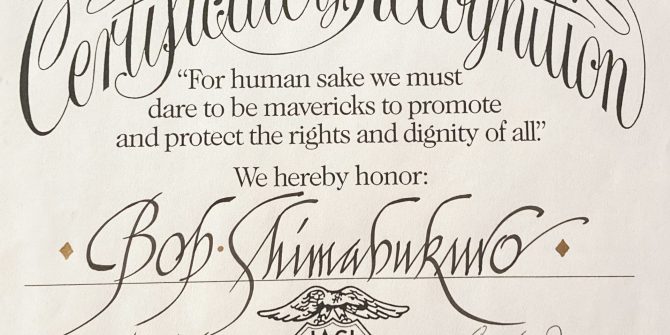 Certificate of Recognition
“For human sake we must
dare to be mavericks to promote
and protect the rights and dignity of all.”
We hereby honor:
Bob Shimabukuro
JACL